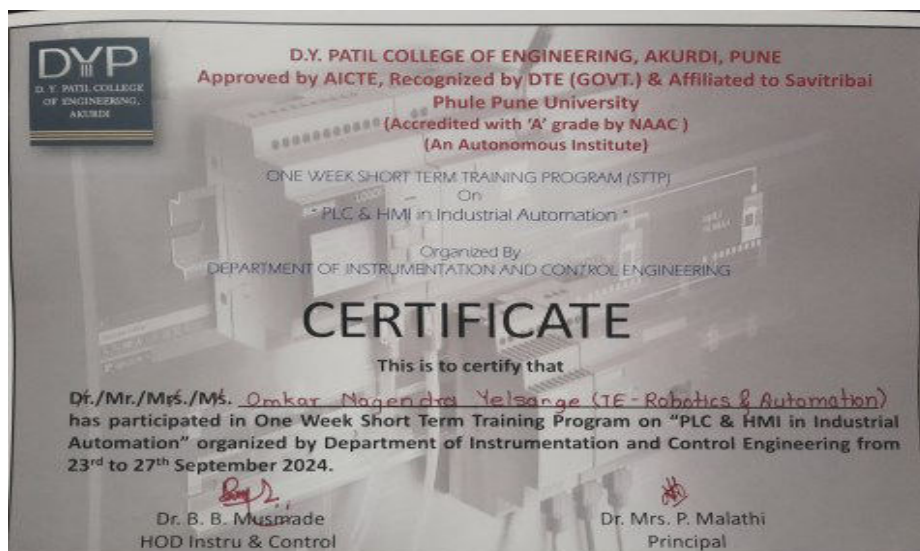 DYP
D. Y. PATIL COLLEGE
OF ENGINEERING,
AKURDI
D.Y. PATIL COLLEGE OF ENGINEERING, AKURDI, PUNE
Approved by AICTE, Recognized by DTE (GOVT.) & Affiliated to Savitribai
Phule Pune University
(Accredited with 'A' grade by NAAC )
(An Autonomous Institute)
ONE WEEK SHORT TERM TRAINING PROGRAM (STTP)
On
" PLC & HMI in Industrial Automation "
Organized By
DEPARTMENT OF INSTRUMENTATION AND CONTROL ENGINEERING
CERTIFICATE
This is to certify that
Dr./Mr./Mrs./Ms. Omkar Nagendra Yelsange (TE-Robotics & Automation)
has participated in One Week Short Term Training Program on "PLC & HMI in Industrial
Automation" organized by Department of Instrumentation and Control Engineering from
23rd to 27th September 2024.
Dr. B. B. Musmade
HOD Instru & Control
Dr. Mrs. P. Malathi
Principal